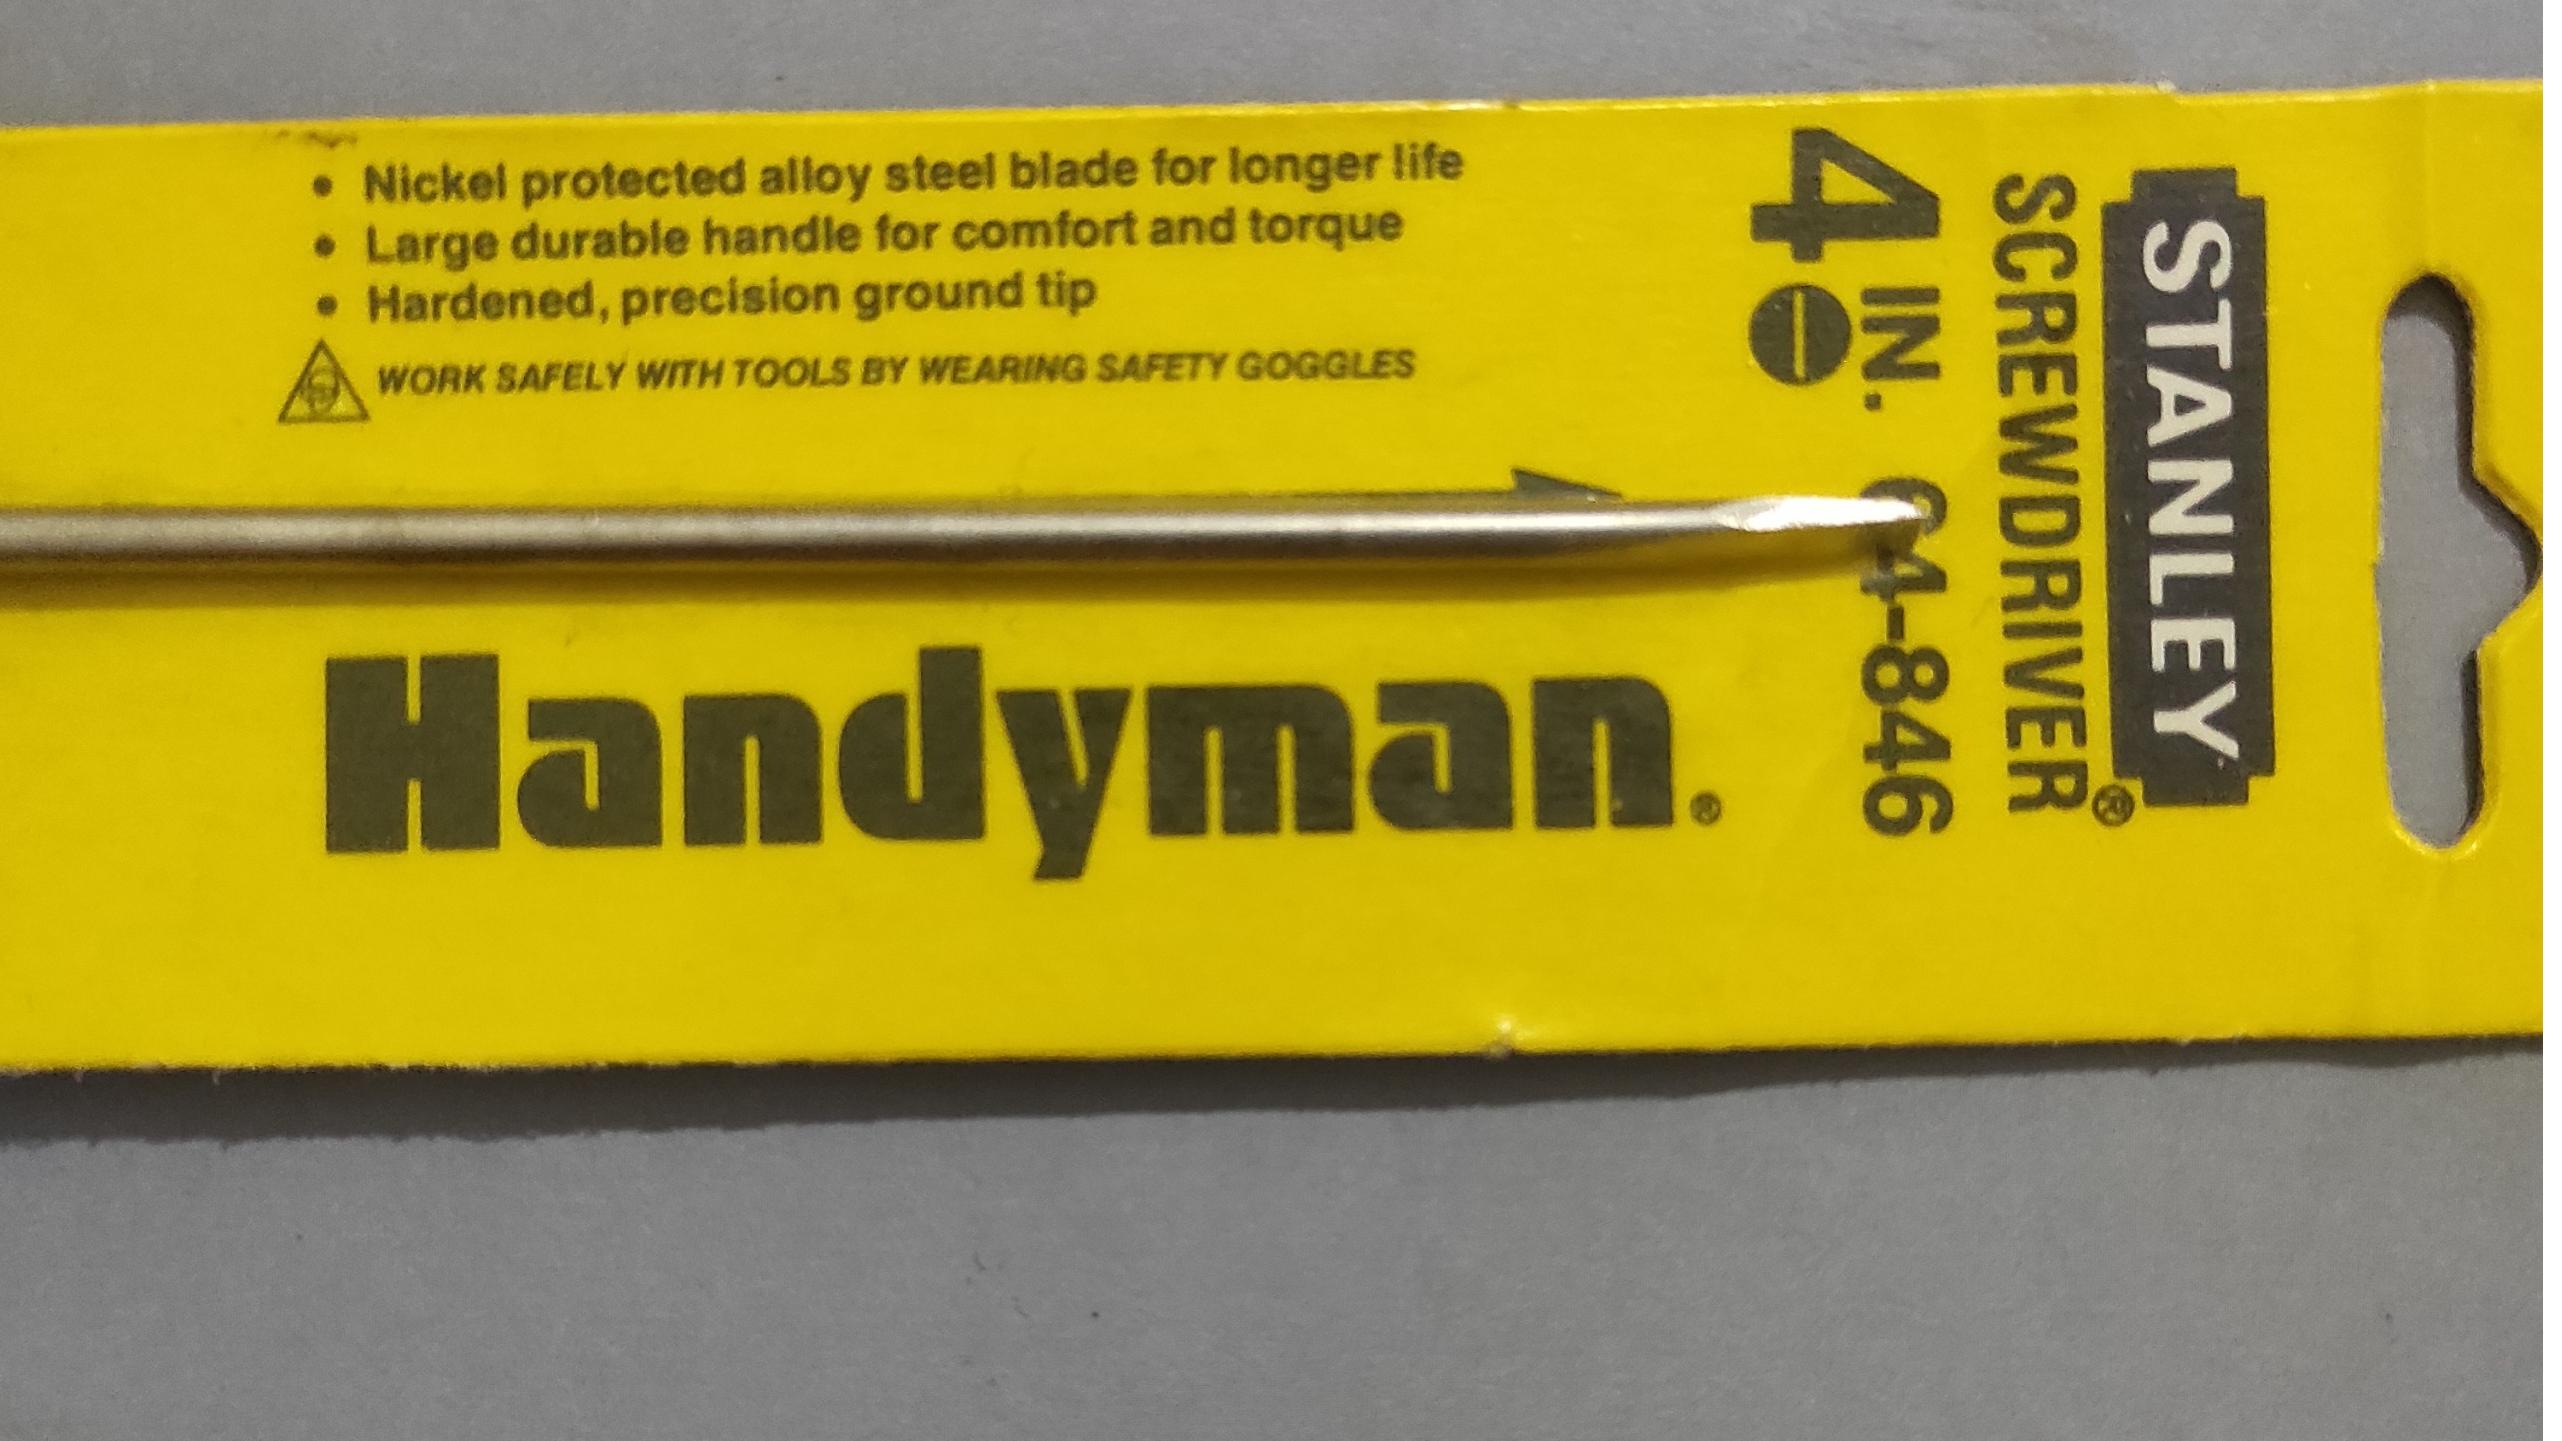 • Nickel protected alloy steel blade for longer life
• Large durable handle for comfort and torque
• Hardened, precision ground tip
WORK SAFELY WITH TOOLS BY WEARING SAFETY GOGGLES
Handyman®
STANLEY®
SCREWDRIVER
4 IN. 64-846